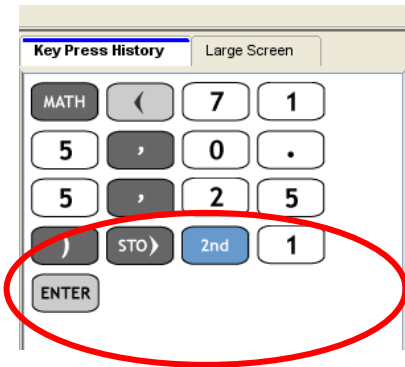 Key Press History Large Screen
MATH ( 7 1
5 , 0 .
5 , 2 5
) STO⟩ 2nd 1
ENTER